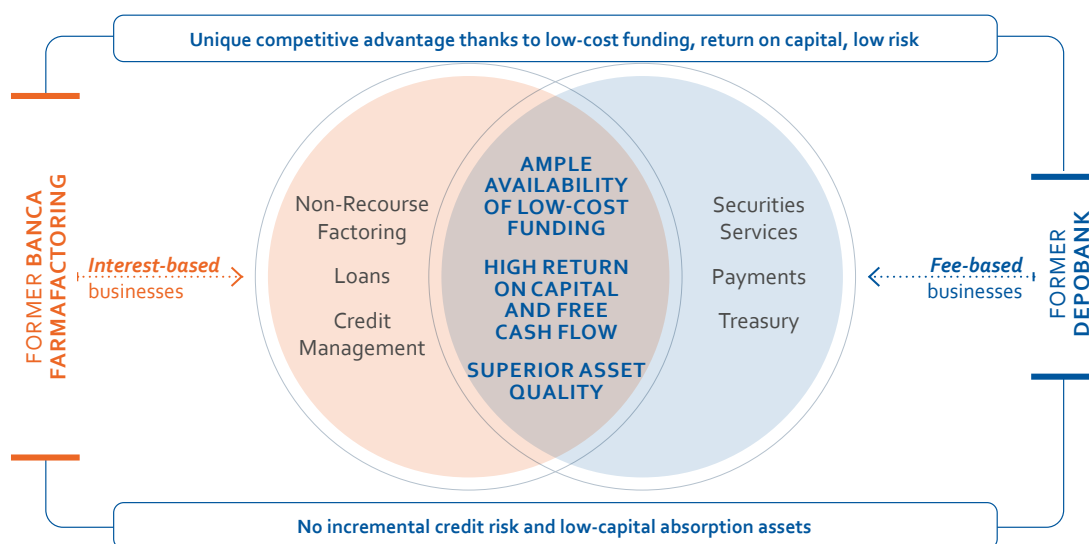 Unique competitive advantage thanks to low-cost funding, return on capital, low risk
FORMER BANCA
FARMAFACTORING
Interest-based
businesses
Non-Recourse
Factoring
Loans
Credit
Management
AMPLE
AVAILABILITY
OF LOW-COST
FUNDING
HIGH RETURN
ON CAPITAL
AND FREE
CASH FLOW
SUPERIOR ASSET
QUALITY
Securities
Services
Payments
Treasury
Fee-based
businesses
FORMER
DEPOBANK
No incremental credit risk and low-capital absorption assets